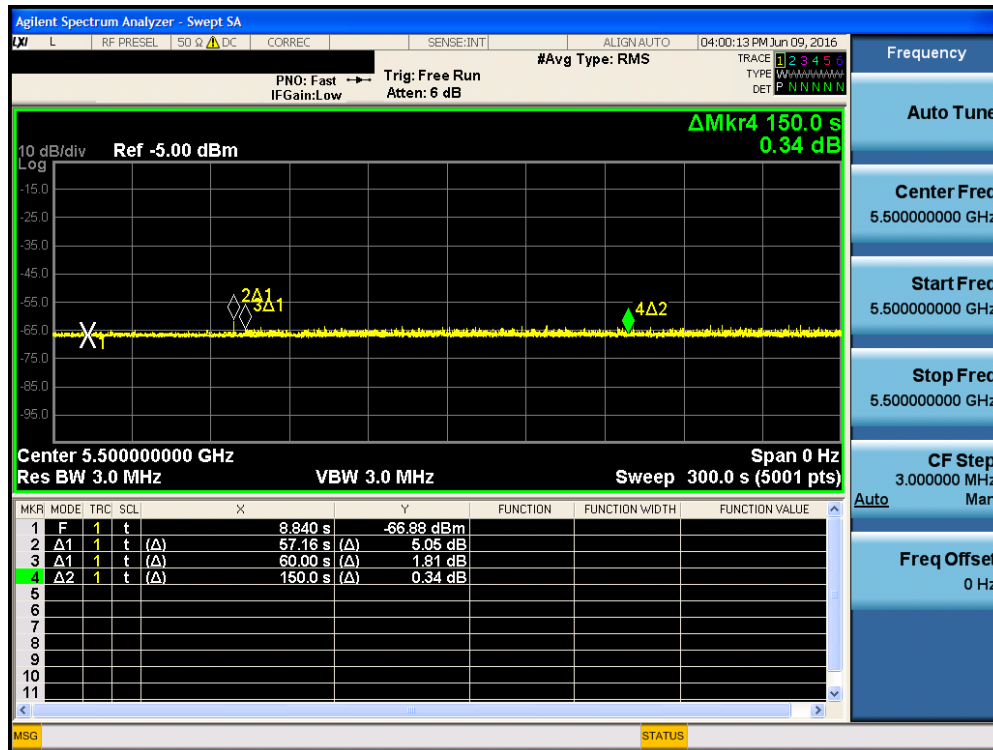 Agilent Spectrum Analyzer - Swept SA
LXI L RF PRESEL 50 Ω DC CORREC SENSE:INT ALIGN AUTO 04:00:13 PM Jun 09, 2016
#Avg Type: RMS
TRACE 1 2 3 4 5 6
PNO: Fast Trig: Free Run
TYPE
IFGain:Low Atten: 6 dB
DET P N N N N N
ΔMkr4 150.0 s
0.34 dB
10 dB/div Ref -5.00 dBm
Log
-15.0
-25.0
-35.0
-45.0
-55.0
-65.0
-75.0
-85.0
-95.0
2Δ1
3Δ1
4Δ2
1
Center 5.500000000 GHz Span 0 Hz
Res BW 3.0 MHz VBW 3.0 MHz Sweep 300.0 s (5001 pts)
MKR MODE TRC SCL X Y FUNCTION FUNCTION WIDTH FUNCTION VALUE
1 F 1 t 8.840 s -66.88 dBm
2 Δ1 1 t (Δ) 57.16 s (Δ) 5.05 dB
3 Δ1 1 t (Δ) 60.00 s (Δ) 1.81 dB
4 Δ2 1 t (Δ) 150.0 s (Δ) 0.34 dB
5
6
7
8
9
10
11
MSG STATUS
Frequency
Auto Tune
Center Freq
5.500000000 GHz
Start Freq
5.500000000 GHz
Stop Freq
5.500000000 GHz
CF Step
3.000000 MHz
Auto Man
Freq Offset
0 Hz